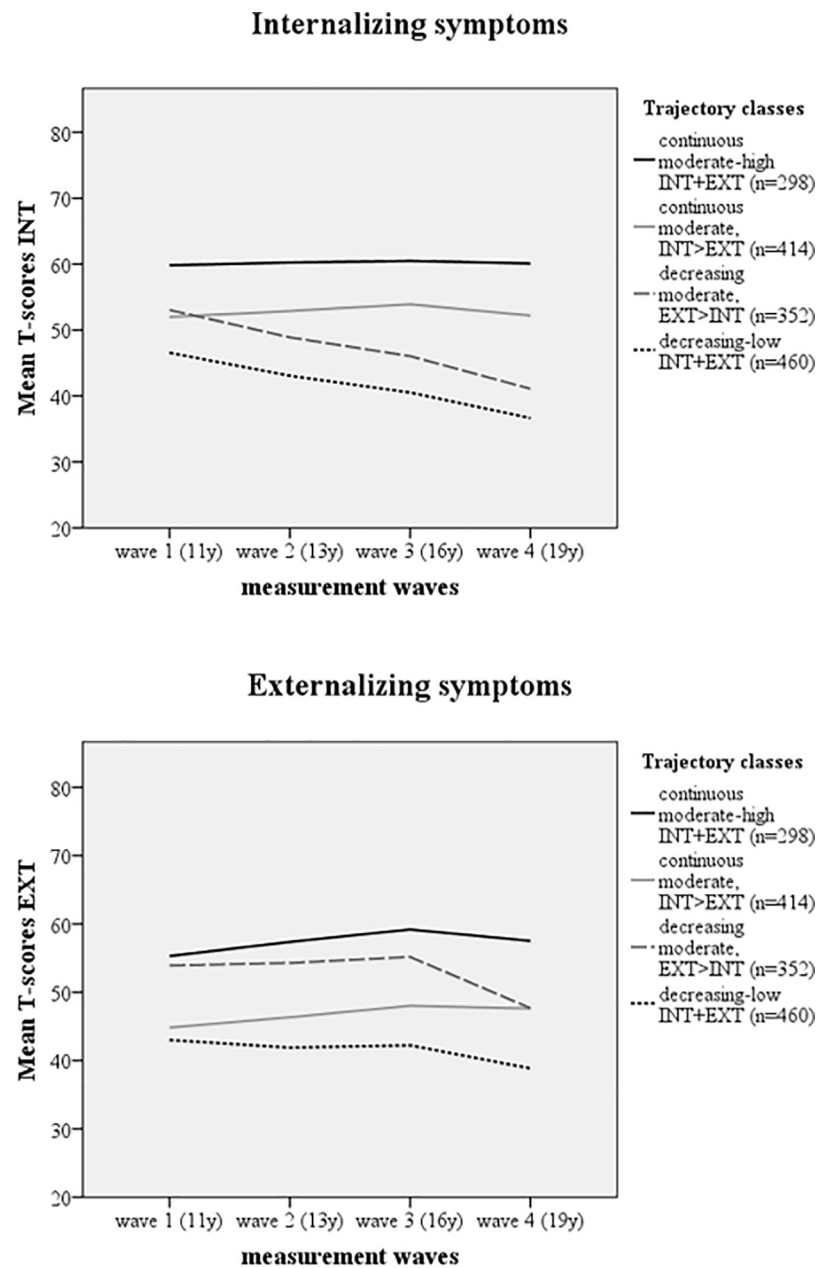 Internalizing symptoms
Mean T-scores INT
80
70
60
50
40
30
20
wave 1 (11y) wave 2 (13y) wave 3 (16y) wave 4 (19y)
measurement waves
Trajectory classes
continuous
moderate-high
INT+EXT (n=298)
continuous
moderate,
INT>EXT (n=414)
decreasing
moderate,
EXT>INT (n=352)
decreasing-low
INT+EXT (n=460)
Externalizing symptoms
Mean T-scores EXT
80
70
60
50
40
30
20
wave 1 (11y) wave 2 (13y) wave 3 (16y) wave 4 (19y)
measurement waves
Trajectory classes
continuous
moderate-high
INT+EXT (n=298)
continuous
moderate,
INT>EXT (n=414)
decreasing
moderate,
EXT>INT (n=352)
decreasing-low
INT+EXT (n=460)